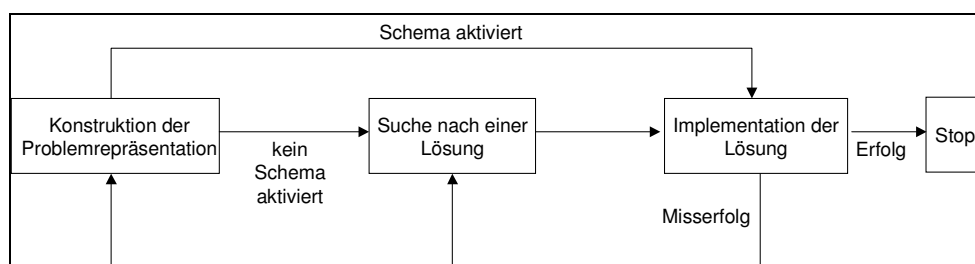 Schema aktiviert
Konstruktion der
Problemrepräsentation
kein
Schema
aktiviert
Suche nach einer
Lösung
Implementation der
Lösung
Erfolg
Stop
Misserfolg